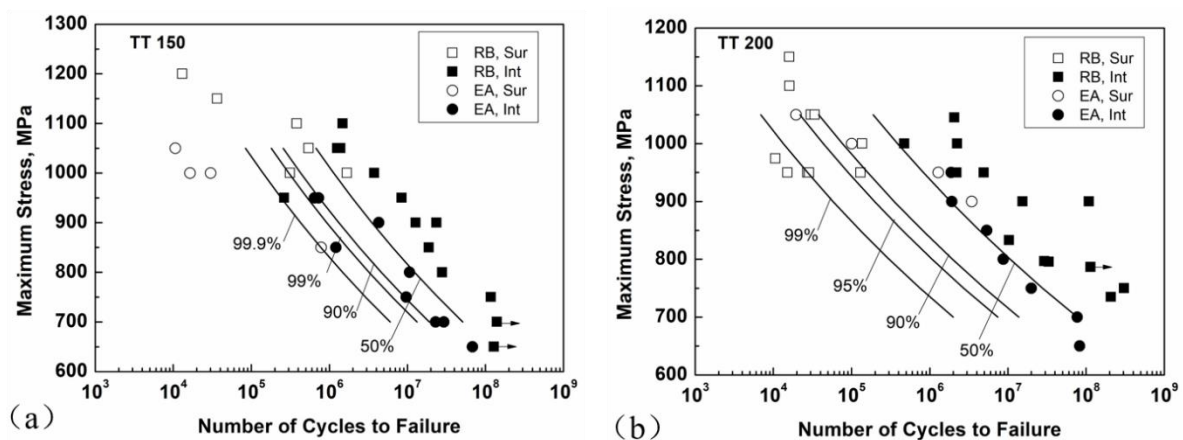 TT 150
RB, Sur
RB, Int
EA, Sur
EA, Int
1300
1200
1100
1000
900
800
700
600
Maximum Stress, MPa
99.9%
99%
90%
50%
10³ 10⁴ 10⁵ 10⁶ 10⁷ 10⁸ 10⁹
Number of Cycles to Failure
(a)
TT 200
RB, Sur
RB, Int
EA, Sur
EA, Int
1200
1100
1000
900
800
700
600
Maximum Stress, MPa
99%
95%
90%
50%
10³ 10⁴ 10⁵ 10⁶ 10⁷ 10⁸ 10⁹
Number of Cycles to Failure
(b)